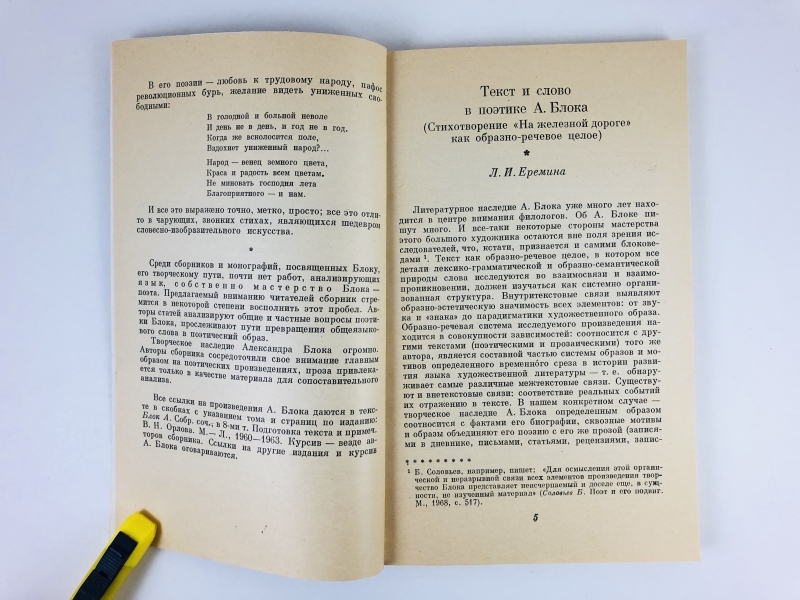 В его поэзии — любовь к трудовому народу, пафос
революционных бурь, желание видеть униженных сво-
бодными:
В голодной и больной неволе
И день не в день, и год не в год.
Когда же всколосится поле,
Вздохнет униженный народ?...
Народ — венец земного цвета,
Краса и радость всем цветам.
Не миновать господня лета
Благоприятного — и нам.
И все это выражено точно, метко, просто; все это отли-
то в чарующих, звонких стихах, являющихся шедевром
словесно-изобразительного искусства.
*
Среди сборников и монографий, посвященных Блоку,
его творческому пути, почти нет работ, анализирующих
язык, собственно мастерство Блока —
поэта. Предлагаемый вниманию читателей сборник стре-
мится в некоторой степени восполнить этот пробел. Ав-
торы статей анализируют общие и частные вопросы поэти-
ки Блока, прослеживают пути превращения общеязыко-
вого слова в поэтический образ.
Творческое наследие Александра Блока огромно.
Авторы сборника сосредоточили свое внимание главным
образом на поэтических произведениях, проза привлека-
ется только в качестве материала для сопоставительного
анализа.
Все ссылки на произведения А. Блока даются в тек-
сте в скобках с указанием тома и страниц по изданию:
Блок А. Собр. соч., в 8-ми т. Подготовка текста и примеч.
В. Н. Орлова. М.— Л., 1960—1963. Курсив — везде ав-
торов сборника. Ссылки на другие издания и курсив
А. Блока оговариваются.
Текст и слово
в поэтике А. Блока
(Стихотворение «На железной дороге»
как образно-речевое целое)
*
Л. И. Еремина
Литературное наследие А. Блока уже много лет нахо-
дится в центре внимания филологов. Об А. Блоке пи-
шут много. И все-таки некоторые стороны мастерства
этого большого художника остаются вне поля зрения ис-
следователей, что, кстати, признается и самими блокове-
дами ¹. Текст как образно-речевое целое, в котором все
детали лексико-грамматической и образно-семантической
природы слова исследуются во взаимосвязи и взаимо-
проникновении, должен изучаться как системно органи-
зованная структура. Внутритекстовые связи выявляют
образно-эстетическую значимость всех элементов: от зву-
ка и «знака» до парадигматики художественного образа.
Образно-речевая система исследуемого произведения на-
ходится в совокупности зависимостей: соотносится с дру-
гими текстами (поэтическими и прозаическими) того же
автора, является составной частью системы образов и мо-
тивов определенного временно́го среза в истории разви-
тия языка художественной литературы — т. е. обнару-
живает самые различные межтекстовые связи. Существу-
ют и внетекстовые связи: соответствие реальных событий
их отражению в тексте. В нашем конкретном случае —
творческое наследие А. Блока определенным образом
соотносится с фактами его биографии, сквозные мотивы
и образы объединяют его поэзию с его же прозой (запися-
ми в дневнике, письмами, статьями, рецензиями, запис-
¹ Б. Соловьев, например, пишет: «Для осмысления этой органи-
ческой и неразрывной связи всех элементов произведения твор-
чество Блока представляет неисчерпаемый и доселе еще, в сущ-
ности, не изученный материал» (Соловьев Б. Поэт и его подвиг.
М., 1968, с. 517).
5